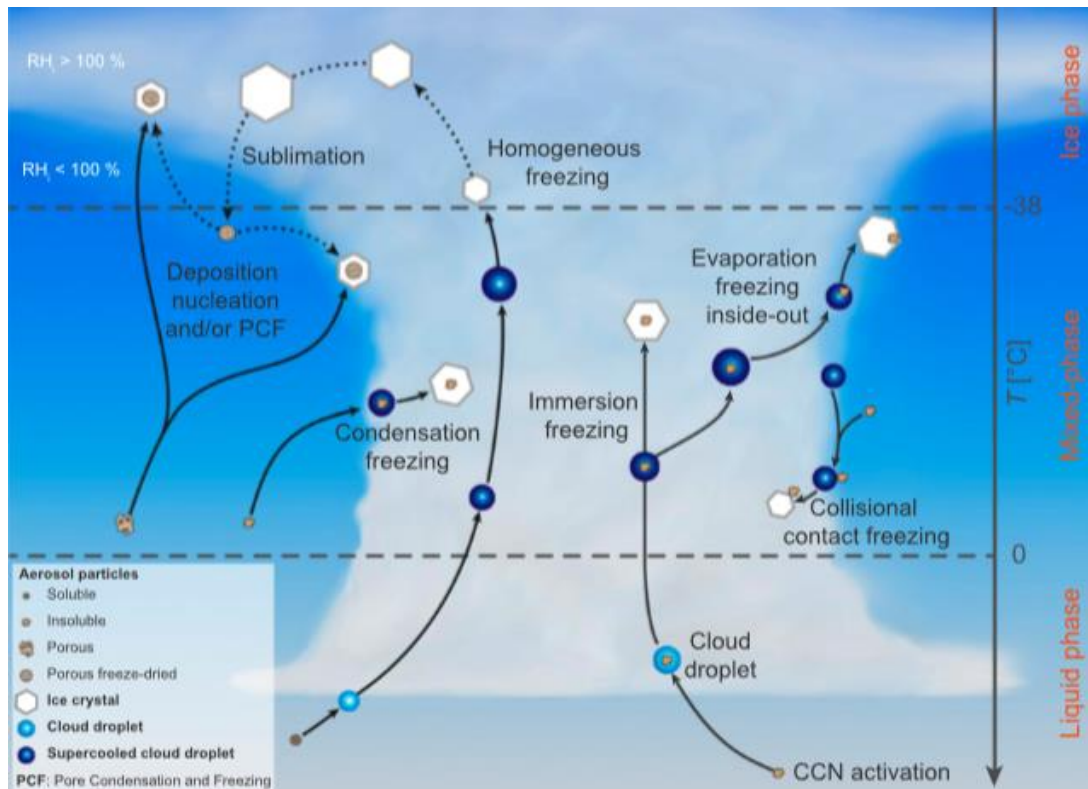 RHi > 100 %
RHi < 100 %
Sublimation
Homogeneous
freezing
-38
Deposition
nucleation
and/or PCF
Evaporation
freezing
inside-out
Condensation
freezing
Immersion
freezing
Collisional
contact freezing
0
Cloud
droplet
CCN activation
T [°C]
Ice phase
Mixed-phase
Liquid phase
Aerosol particles
Soluble
Insoluble
Porous
Porous freeze-dried
Ice crystal
Cloud droplet
Supercooled cloud droplet
PCF: Pore Condensation and Freezing